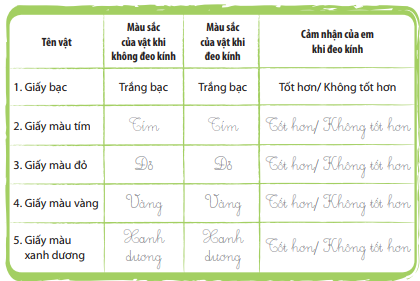 Tên vật
Màu sắc
của vật khi
không đeo kính
Màu sắc
của vật khi
đeo kính
Cảm nhận của em
khi đeo kính
1. Giấy bạc
Trắng bạc
Trắng bạc
Tốt hơn/ Không tốt hơn
2. Giấy màu tím
Tím
Tím
Tốt hơn/ Không tốt hơn
3. Giấy màu đỏ
Đỏ
Đỏ
Tốt hơn/ Không tốt hơn
4. Giấy màu vàng
Vàng
Vàng
Tốt hơn/ Không tốt hơn
5. Giấy màu
xanh dương
Xanh
dương
Xanh
dương
Tốt hơn/ Không tốt hơn